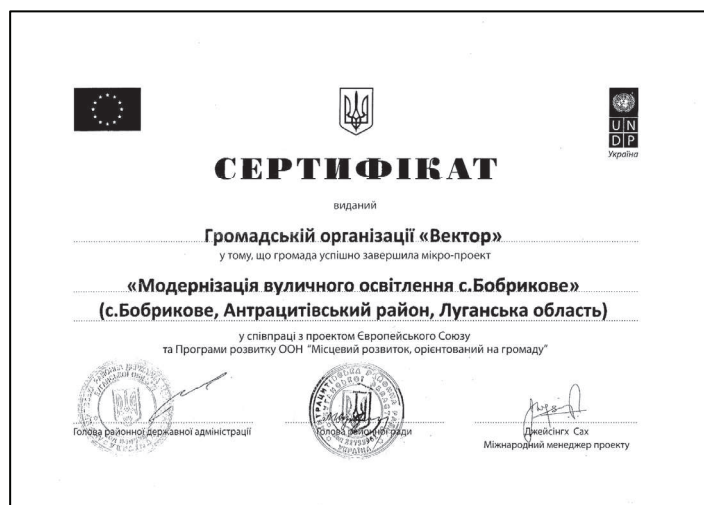 UN
DP
Україна
СЕРТИФІКАТ
виданий
Громадській організації «Вектор»
у тому, що громада успішно завершила мікро-проект
«Модернізація вуличного освітлення с.Бобрикове»
(с.Бобрикове, Антрацитівський район, Луганська область)
у співпраці з проектом Європейського Союзу
та Програми розвитку ООН "Місцевий розвиток, орієнтований на громаду"
Голова районної державної адміністрації
Голова районної ради
Джейсінгх Сах
Міжнародний менеджер проекту